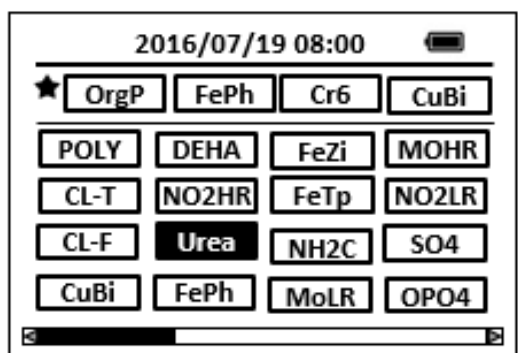 2016/07/19 08:00
OrgP FePh Cr6 CuBi
POLY DEHA FeZi MOHR
CL-T NO2HR FeTp NO2LR
CL-F Urea NH2C SO4
CuBi FePh MoLR OPO4